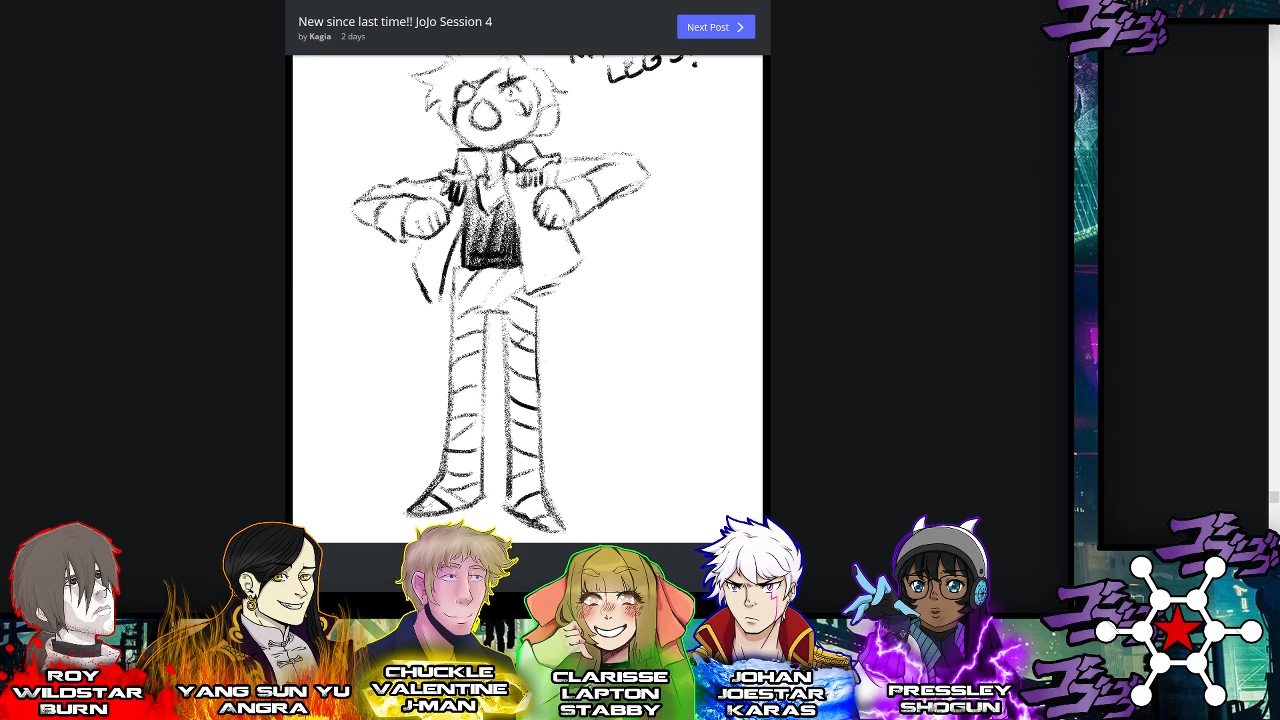 New since last time!! JoJo Session 4
by Kagia 2 days
Next Post
LEGS!
ROY
WILDSTAR
BURN
YANG SUN YU
ANGRA
CHUCKLE
VALENTINE
J-MAN
CLARISSE
LAPTON
STABBY
JOHAN
JOESTAR
KARAS
PRESSLEY
SHOGUN